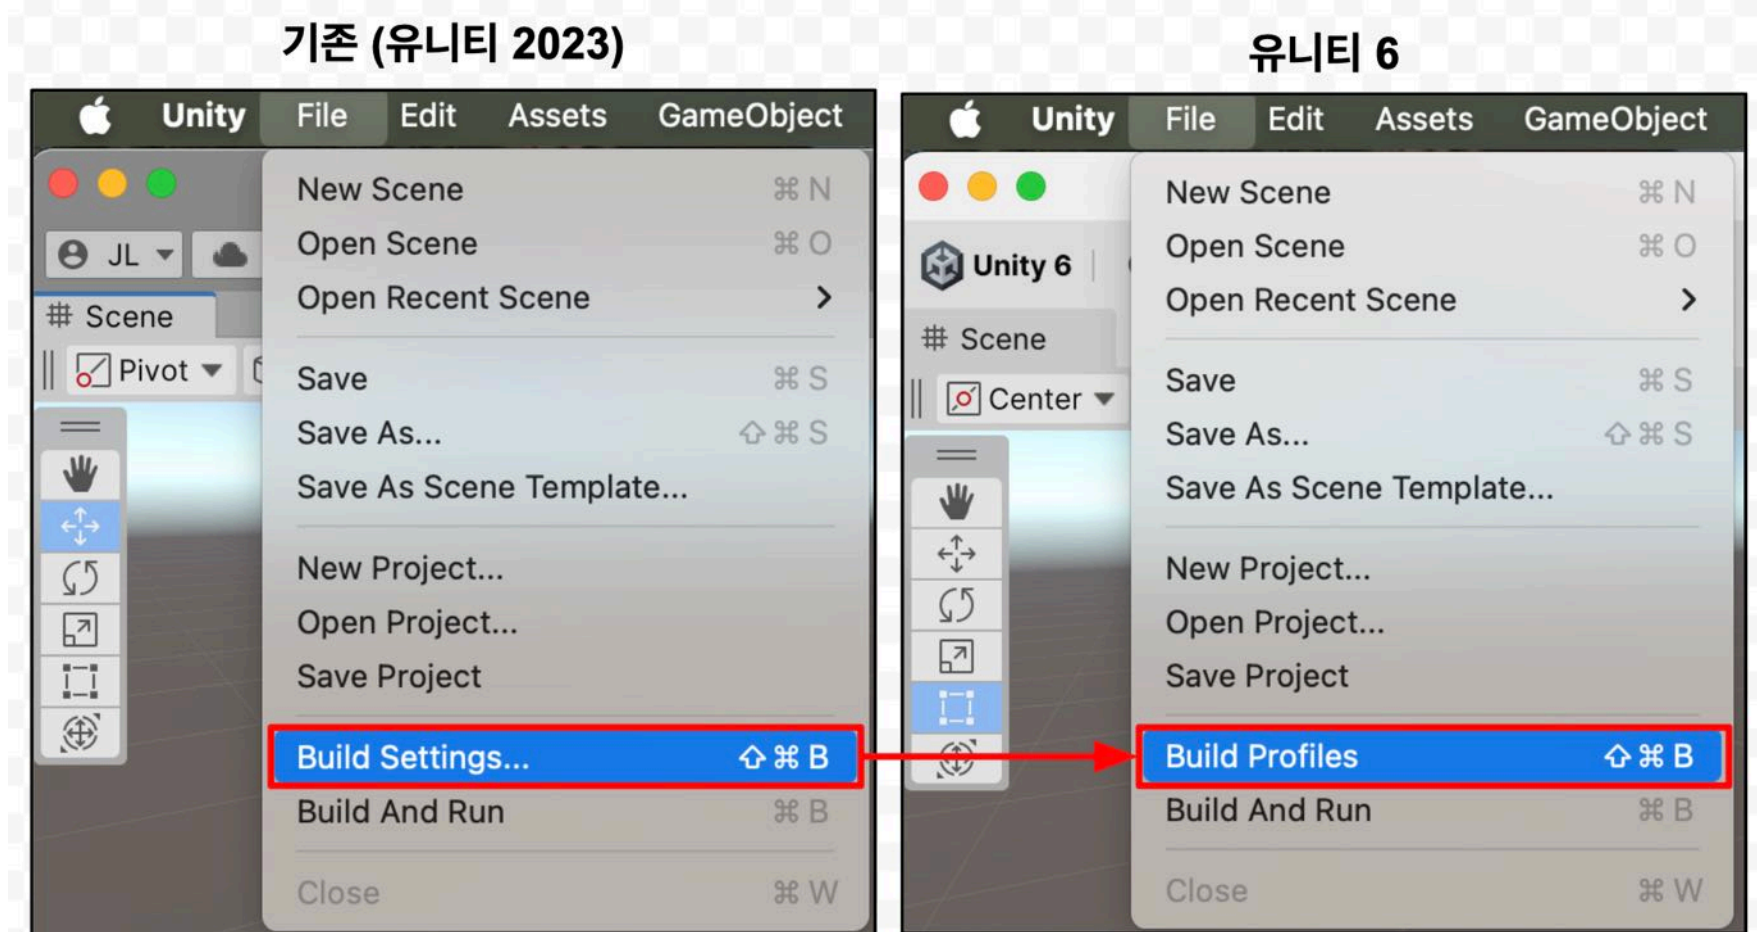 기존 (유니티 2023)
Unity File Edit Assets GameObject
JL
Scene
Pivot
New Scene ⌘ N
Open Scene ⌘ O
Open Recent Scene
Save ⌘ S
Save As... ⇧ ⌘ S
Save As Scene Template...
New Project...
Open Project...
Save Project
Build Settings... ⇧ ⌘ B
Build And Run ⌘ B
Close ⌘ W
유니티 6
Unity File Edit Assets GameObject
Unity 6
Scene
Center
New Scene ⌘ N
Open Scene ⌘ O
Open Recent Scene
Save ⌘ S
Save As... ⇧ ⌘ S
Save As Scene Template...
New Project...
Open Project...
Save Project
Build Profiles ⇧ ⌘ B
Build And Run ⌘ B
Close ⌘ W